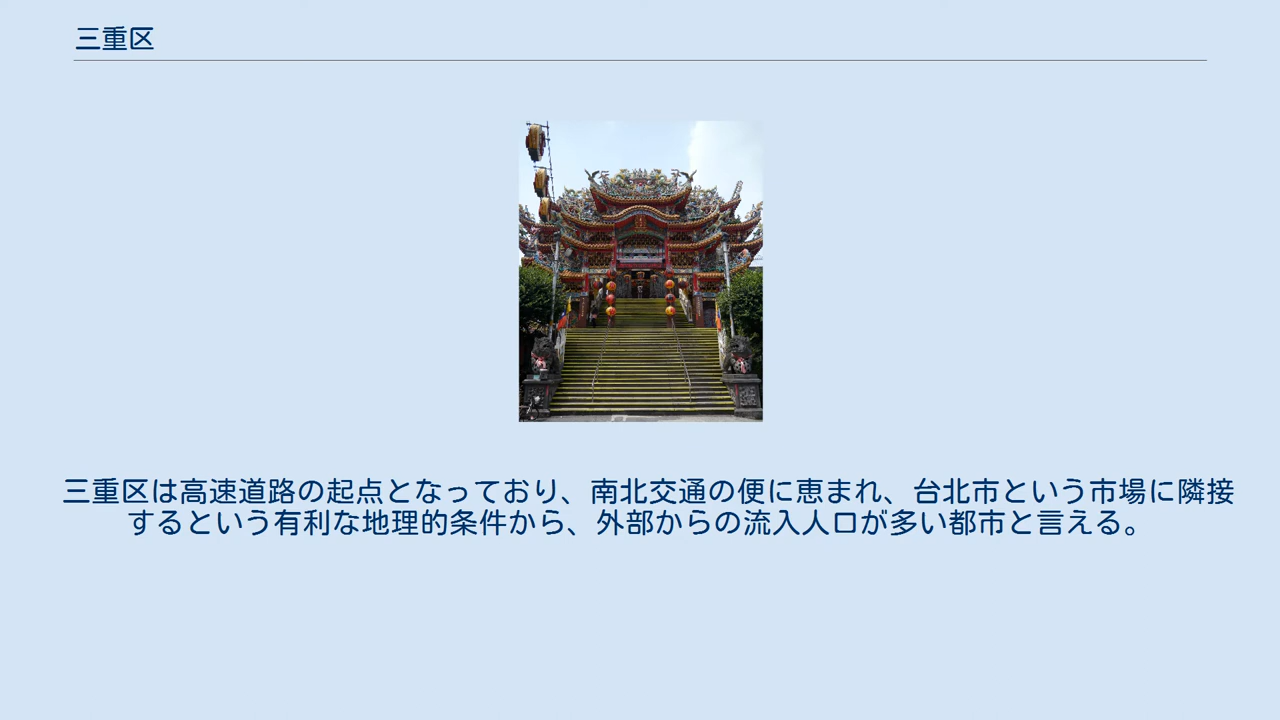 三重区
三重区は高速道路の起点となっており、南北交通の便に恵まれ、台北市という市場に隣接
するという有利な地理的条件から、外部からの流入人口が多い都市と言える。